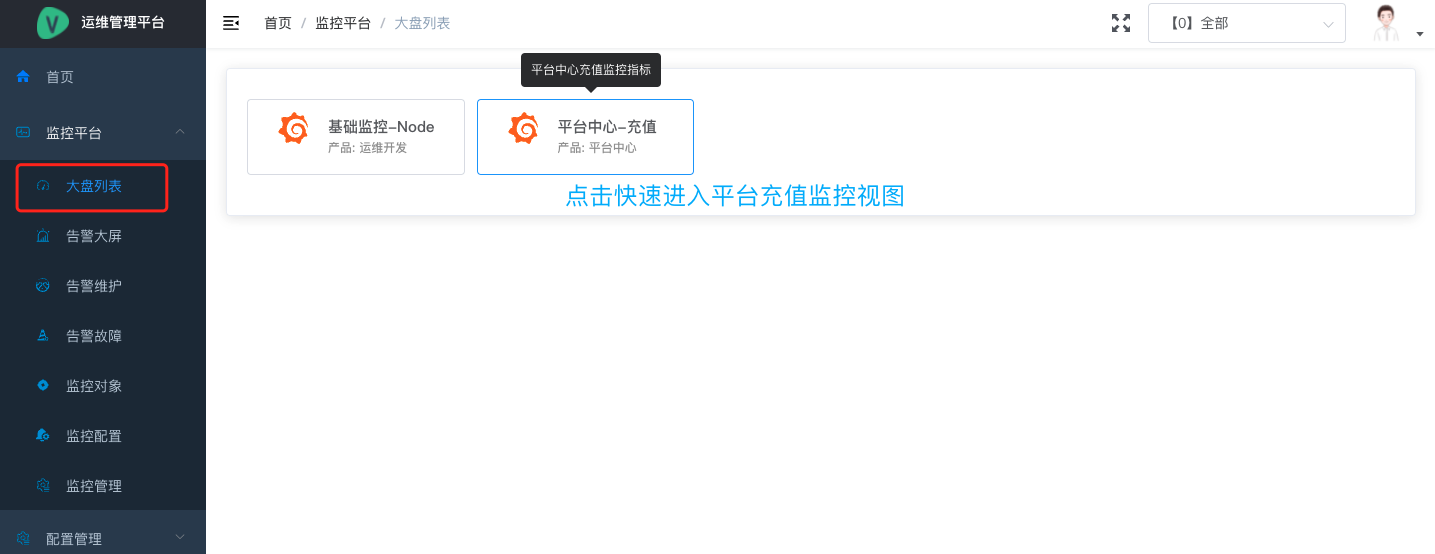 运维管理平台
首页 / 监控平台 / 大盘列表
【0】全部
首页
监控平台
大盘列表
告警大屏
告警维护
告警故障
监控对象
监控配置
监控管理
配置管理
平台中心充值监控指标
基础监控-Node
产品: 运维开发
平台中心-充值
产品: 平台中心
点击快速进入平台充值监控视图